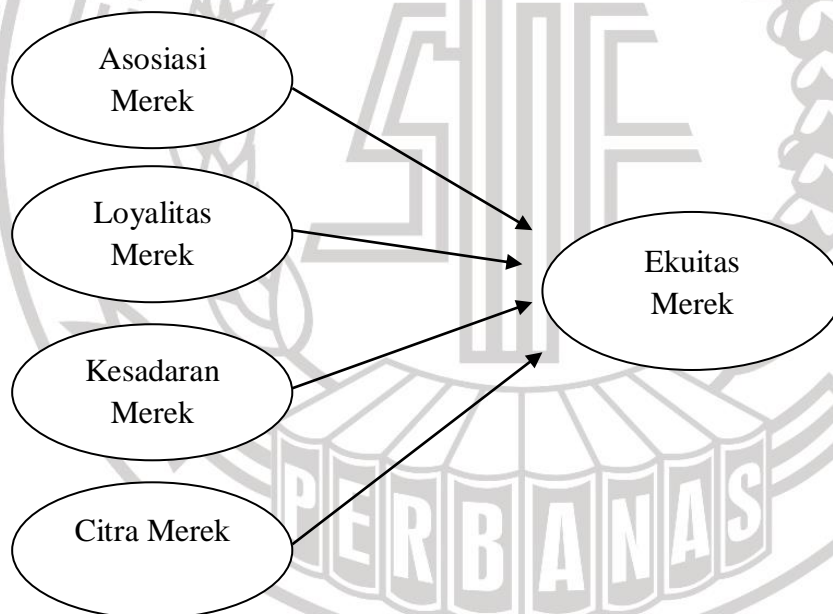 Asosiasi
Merek
Loyalitas
Merek
Ekuitas
Merek
Kesadaran
Merek
Citra Merek
PERBANAS